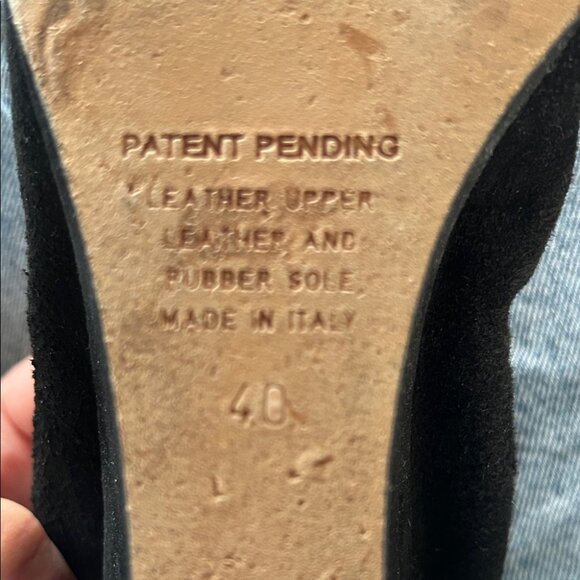 PATENT PENDING
LEATHER UPPER
LEATHER AND
RUBBER SOLE
MADE IN ITALY
40